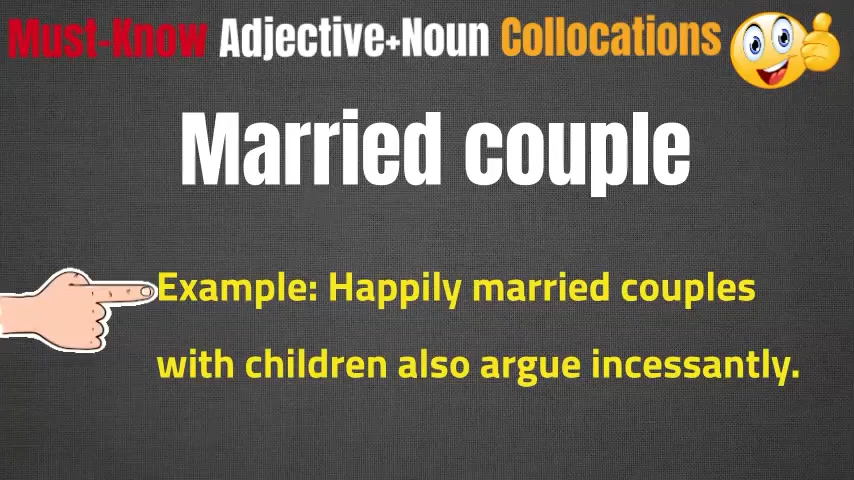 Must-Know Adjective+Noun Collocations
Married couple
Example: Happily married couples
with children also argue incessantly.